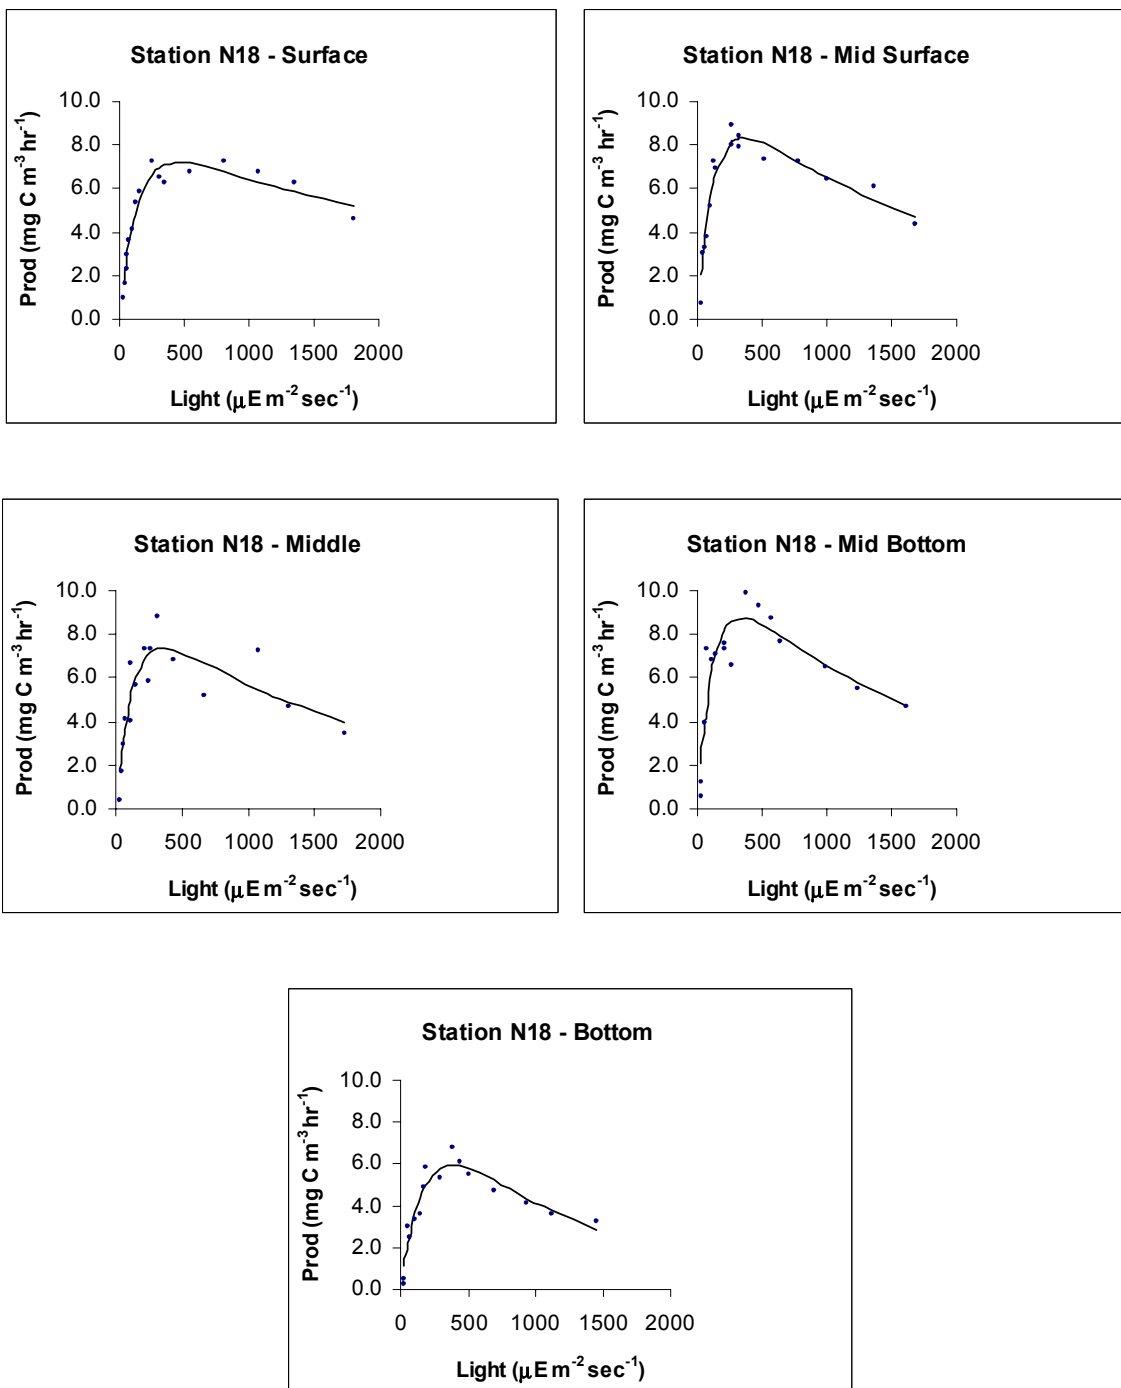 Station N18 - Surface
Prod (mg C m-3 hr-1)
10.0
8.0
6.0
4.0
2.0
0.0
0 500 1000 1500 2000
Light (µE m-2 sec-1)
Station N18 - Mid Surface
Prod (mg C m-3 hr-1)
10.0
8.0
6.0
4.0
2.0
0.0
0 500 1000 1500 2000
Light (µE m-2 sec-1)
Station N18 - Middle
Prod (mg C m-3 hr-1)
10.0
8.0
6.0
4.0
2.0
0.0
0 500 1000 1500 2000
Light (µE m-2 sec-1)
Station N18 - Mid Bottom
Prod (mg C m-3 hr-1)
10.0
8.0
6.0
4.0
2.0
0.0
0 500 1000 1500 2000
Light (µE m-2 sec-1)
Station N18 - Bottom
Prod (mg C m-3 hr-1)
10.0
8.0
6.0
4.0
2.0
0.0
0 500 1000 1500 2000
Light (µE m-2 sec-1)